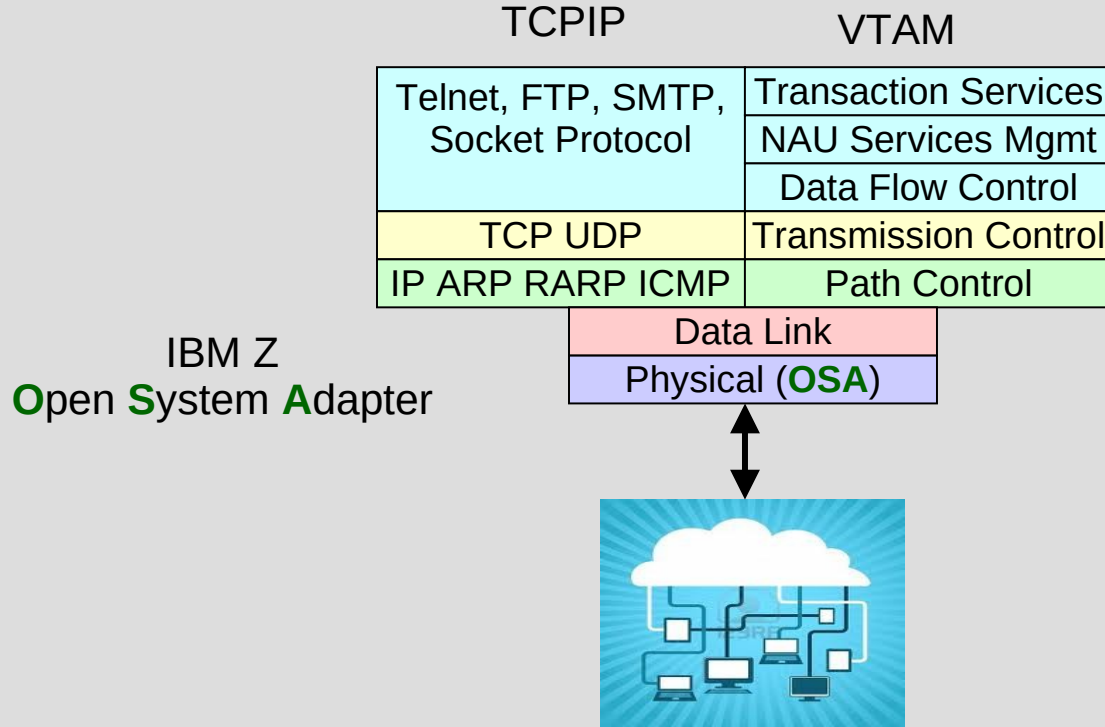 TCPIP
VTAM
Telnet, FTP, SMTP,
Socket Protocol
Transaction Services
NAU Services Mgmt
Data Flow Control
TCP UDP
Transmission Control
IP ARP RARP ICMP
Path Control
Data Link
Physical (OSA)
IBM Z
Open System Adapter